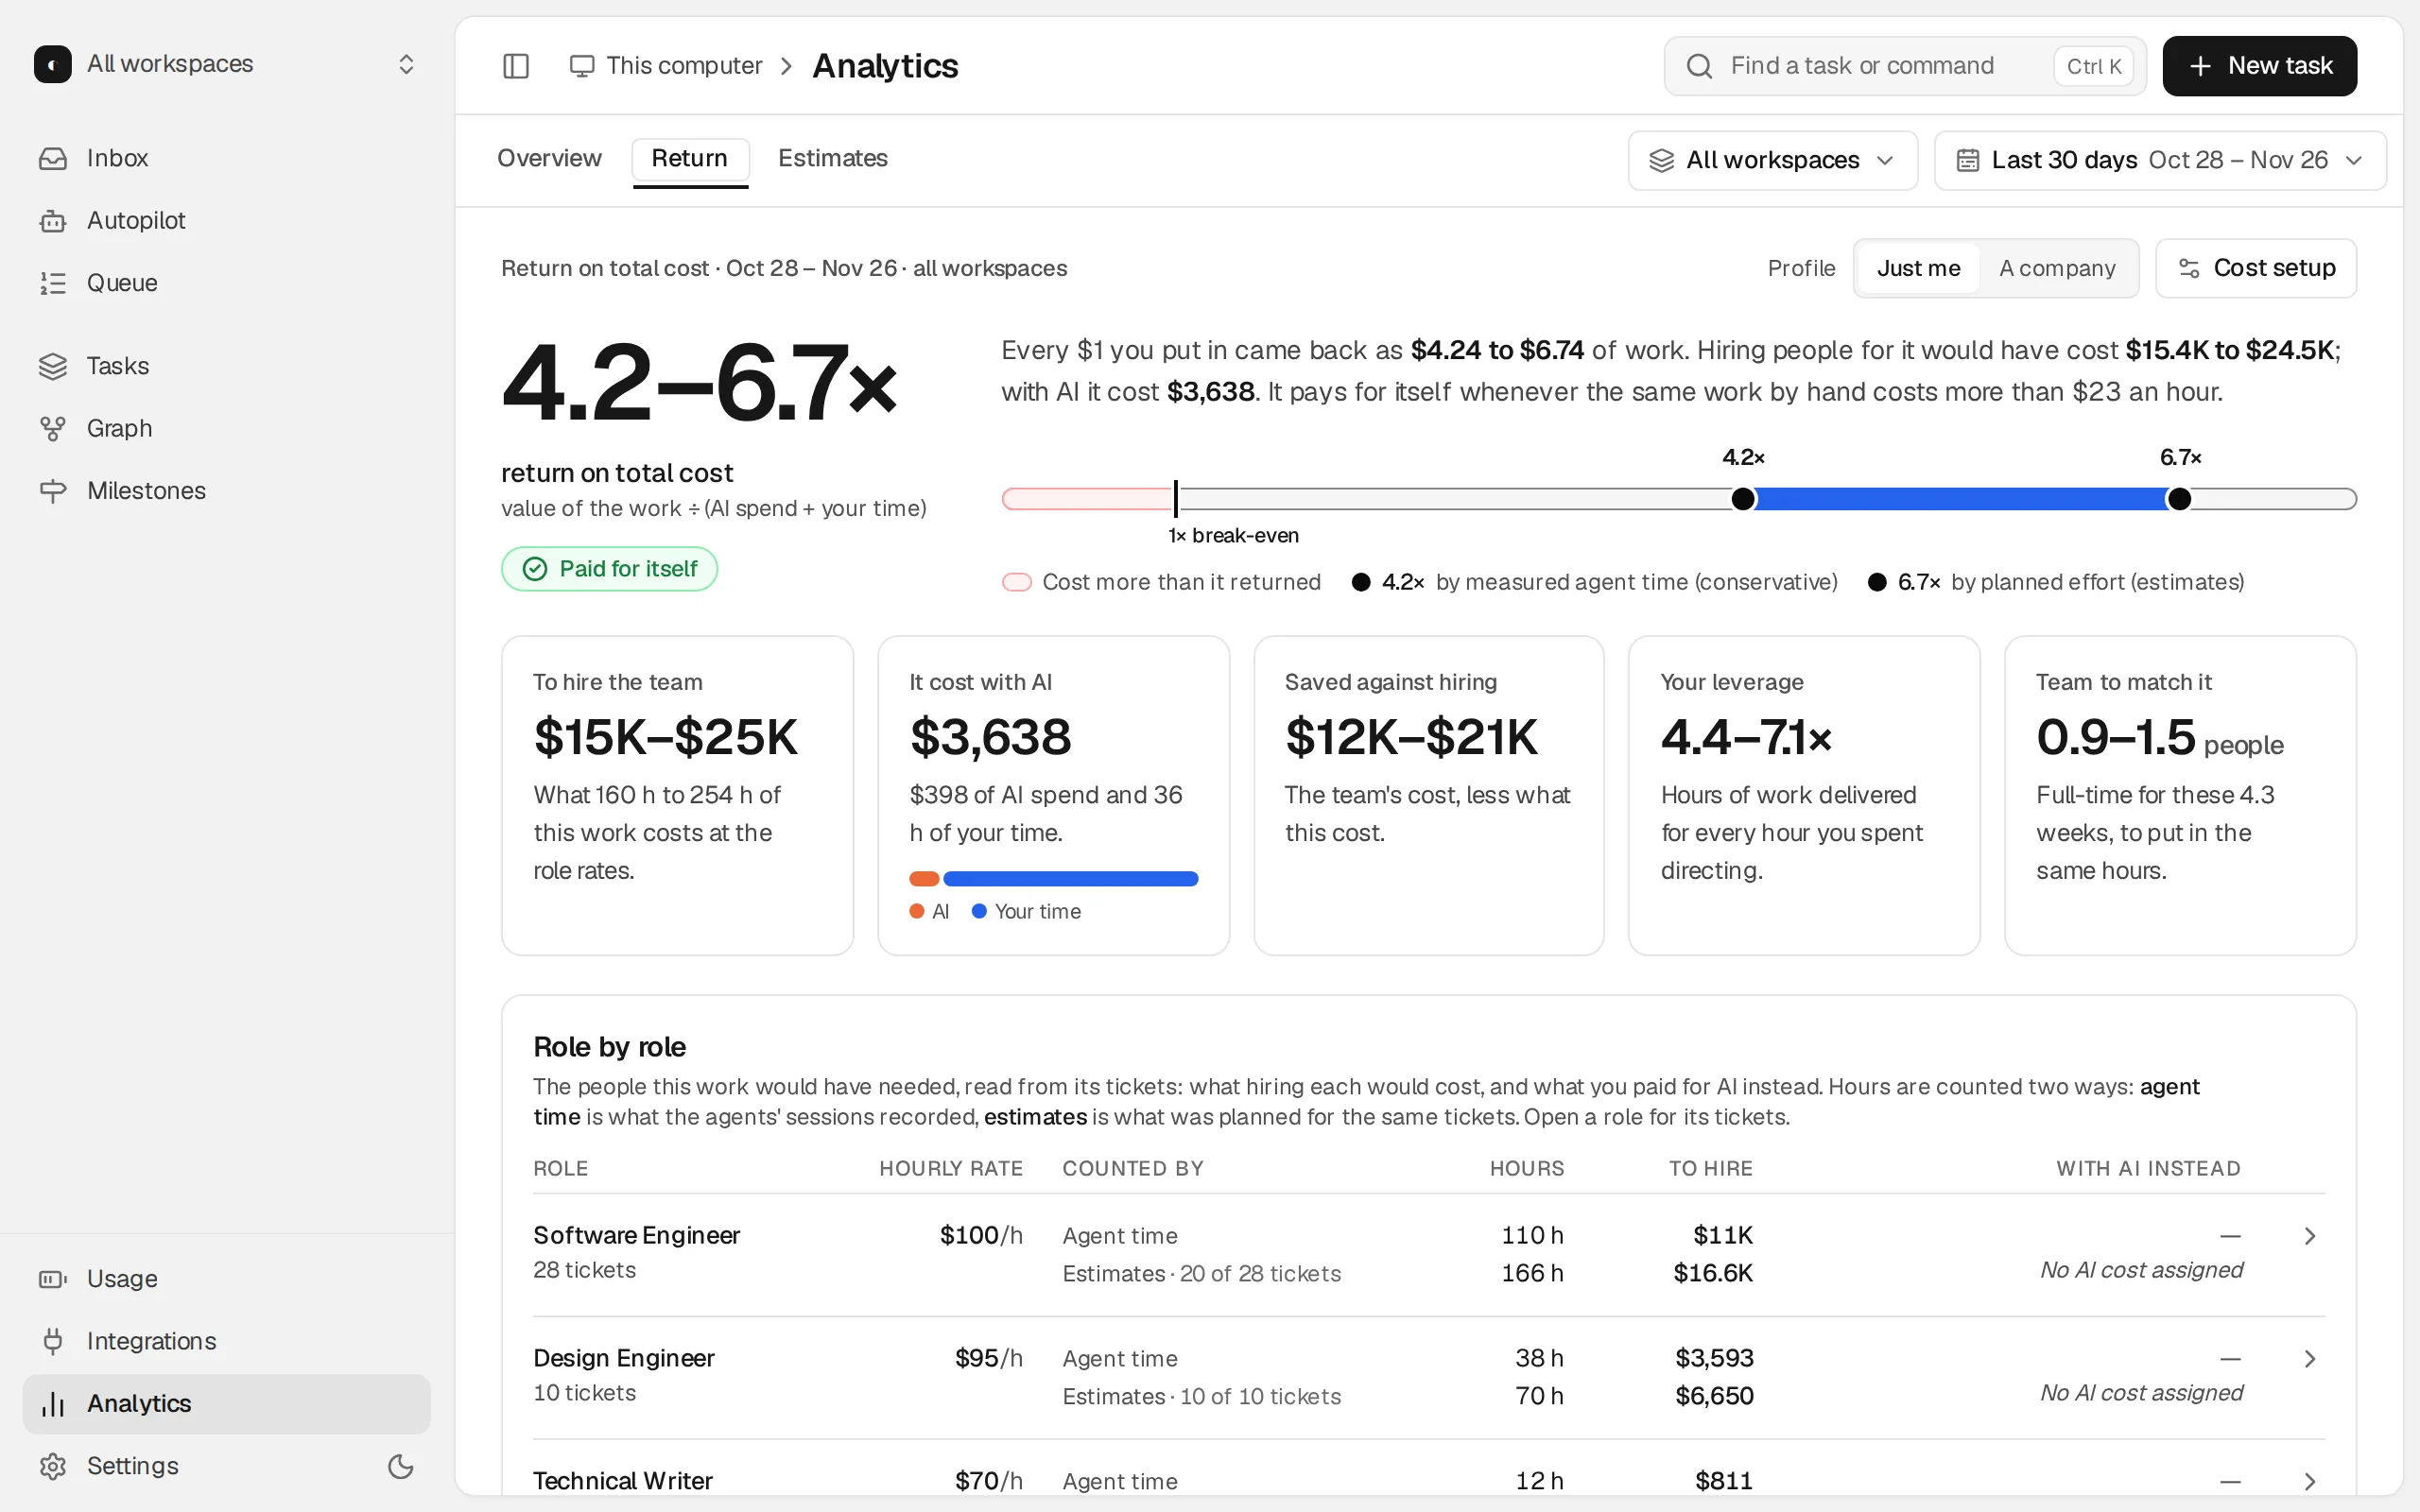 All workspaces
Inbox
Autopilot
Queue
Tasks
Graph
Milestones
Usage
Integrations
Analytics
Settings
This computer > Analytics
Find a task or command
Ctrl K
New task
Overview
Return
Estimates
All workspaces
Last 30 days Oct 28 – Nov 26
Return on total cost · Oct 28 – Nov 26 · all workspaces
Profile
Just me
A company
Cost setup
4.2–6.7×
return on total cost
value of the work ÷ (AI spend + your time)
Paid for itself
Every $1 you put in came back as $4.24 to $6.74 of work. Hiring people for it would have cost $15.4K to $24.5K;
with AI it cost $3,638. It pays for itself whenever the same work by hand costs more than $23 an hour.
4.2×
6.7×
1× break-even
Cost more than it returned
4.2× by measured agent time (conservative)
6.7× by planned effort (estimates)
To hire the team
$15K–$25K
What 160 h to 254 h of
this work costs at the
role rates.
It cost with AI
$3,638
$398 of AI spend and 36
h of your time.
AI
Your time
Saved against hiring
$12K–$21K
The team's cost, less what
this cost.
Your leverage
4.4–7.1×
Hours of work delivered
for every hour you spent
directing.
Team to match it
0.9–1.5 people
Full-time for these 4.3
weeks, to put in the
same hours.
Role by role
The people this work would have needed, read from its tickets: what hiring each would cost, and what you paid for AI instead. Hours are counted two ways: agent
time is what the agents' sessions recorded, estimates is what was planned for the same tickets. Open a role for its tickets.
ROLE HOURLY RATE COUNTED BY HOURS TO HIRE WITH AI INSTEAD
Software Engineer $100/h Agent time 110 h $11K —
28 tickets Estimates · 20 of 28 tickets 166 h $16.6K No AI cost assigned
Design Engineer $95/h Agent time 38 h $3,593 —
10 tickets Estimates · 10 of 10 tickets 70 h $6,650 No AI cost assigned
Technical Writer $70/h Agent time 12 h $811 —